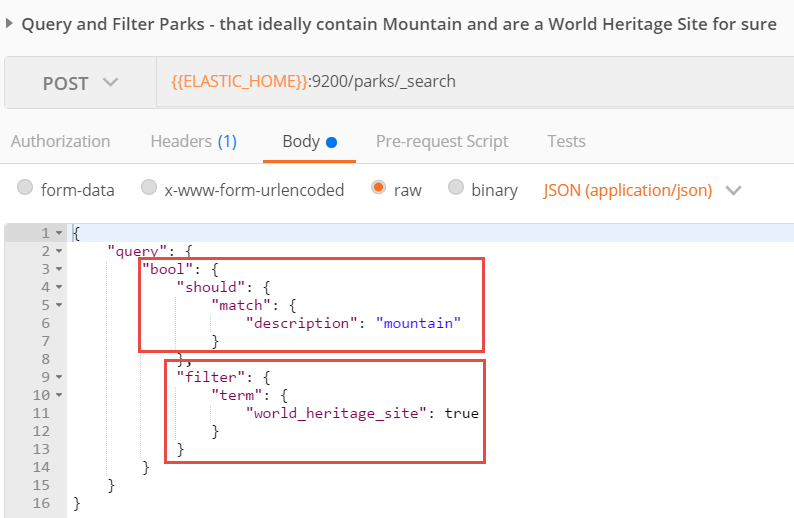 Query and Filter Parks - that ideally contain Mountain and are a World Heritage Site for sure
POST {{ELASTIC_HOME}}:9200/parks/_search
Authorization Headers (1) Body Pre-request Script Tests
form-data x-www-form-urlencoded raw binary JSON (application/json)
1 {
2 "query": {
3 "bool": {
4 "should": {
5 "match": {
6 "description": "mountain"
7 }
8 },
9 "filter": {
10 "term": {
11 "world_heritage_site": true
12 }
13 }
14 }
15 }
16 }